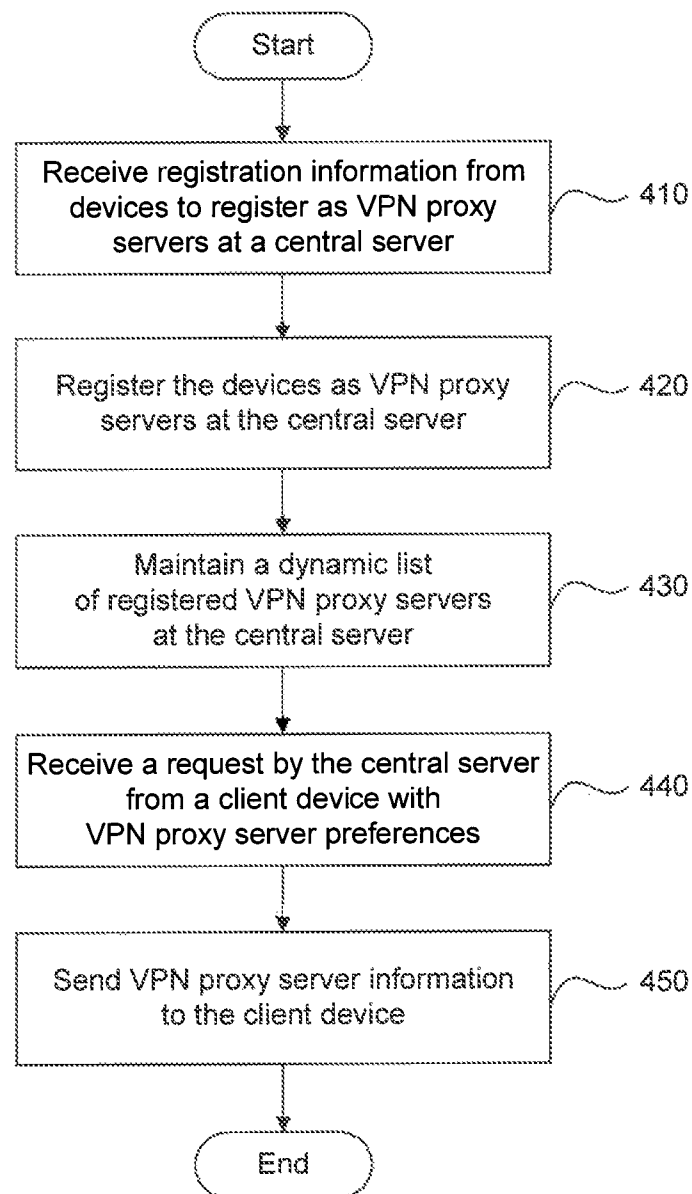 Start
Receive registration information from
devices to register as VPN proxy
servers at a central server
410
Register the devices as VPN proxy
servers at the central server
420
Maintain a dynamic list
of registered VPN proxy servers
at the central server
430
Receive a request by the central server
from a client device with
VPN proxy server preferences
440
Send VPN proxy server information
to the client device
450
End